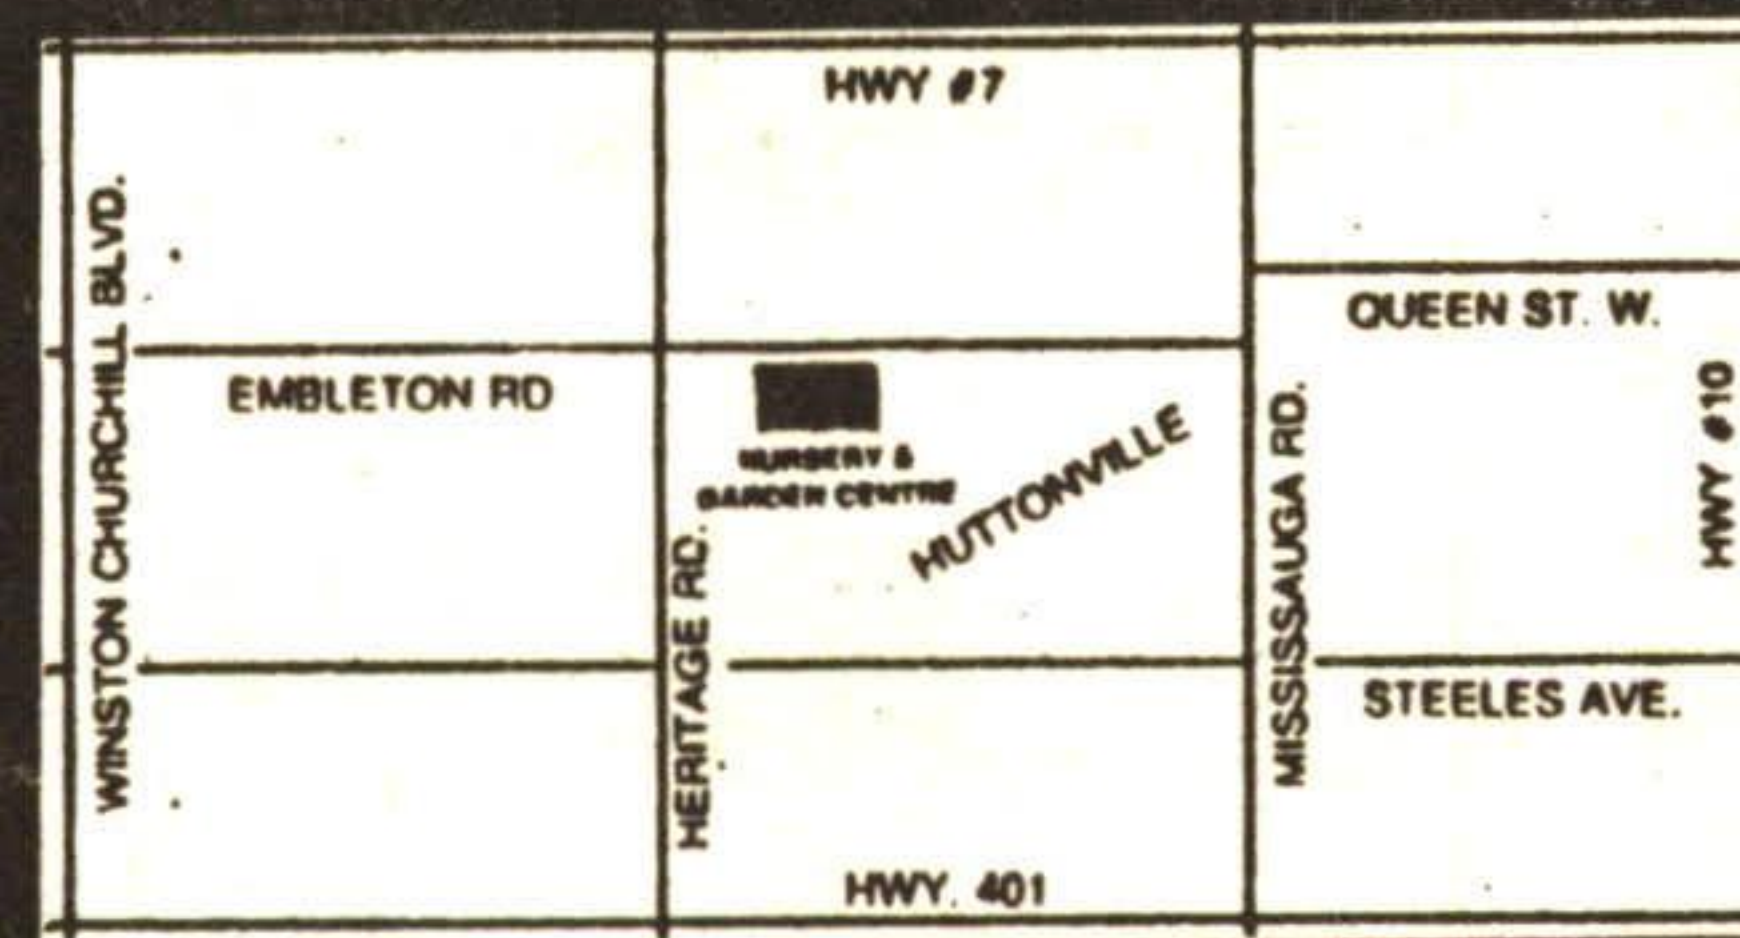 HWY #7
WINSTON CHURCHILL BLVD.
QUEEN ST. W.
EMBLETON RD
NURSERY &
GARDEN CENTRE
HUTTONVILLE
HERITAGE RD.
MISSISSAUGA RD.
HWY #10
STEELES AVE.
HWY. 401